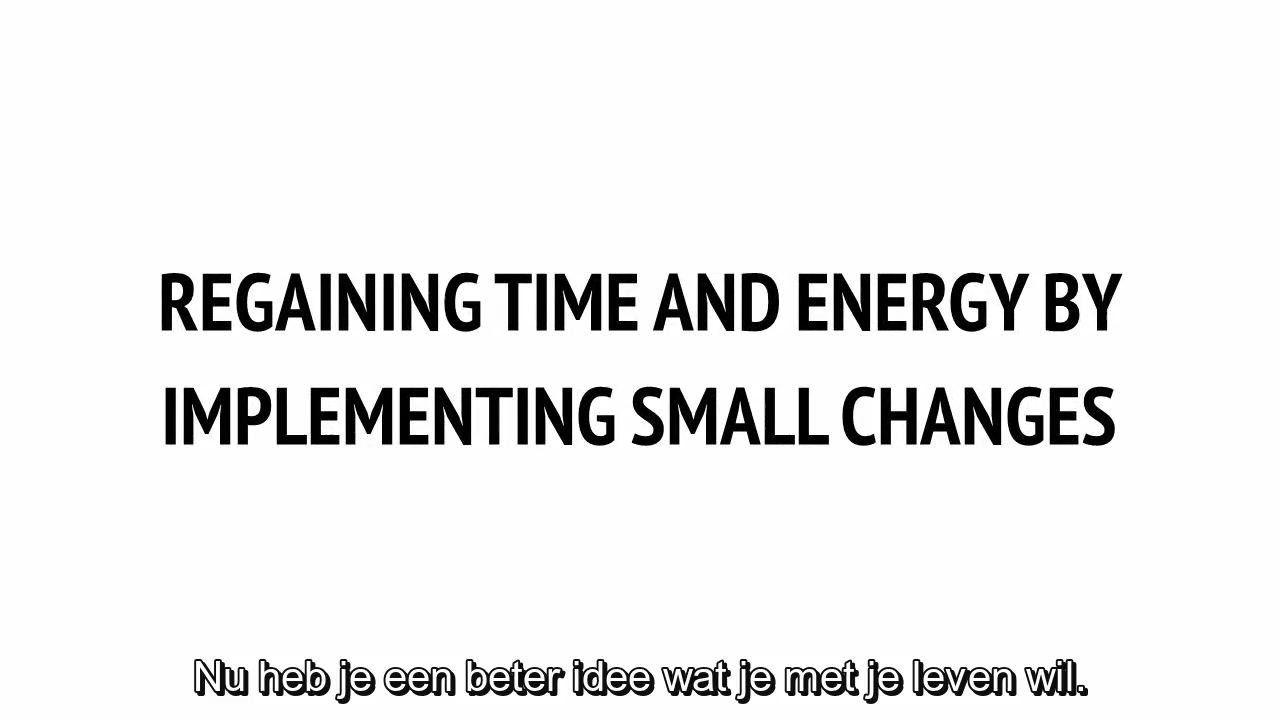 REGAINING TIME AND ENERGY BY
IMPLEMENTING SMALL CHANGES
Nu heb je een beter idee wat je met je leven wil.